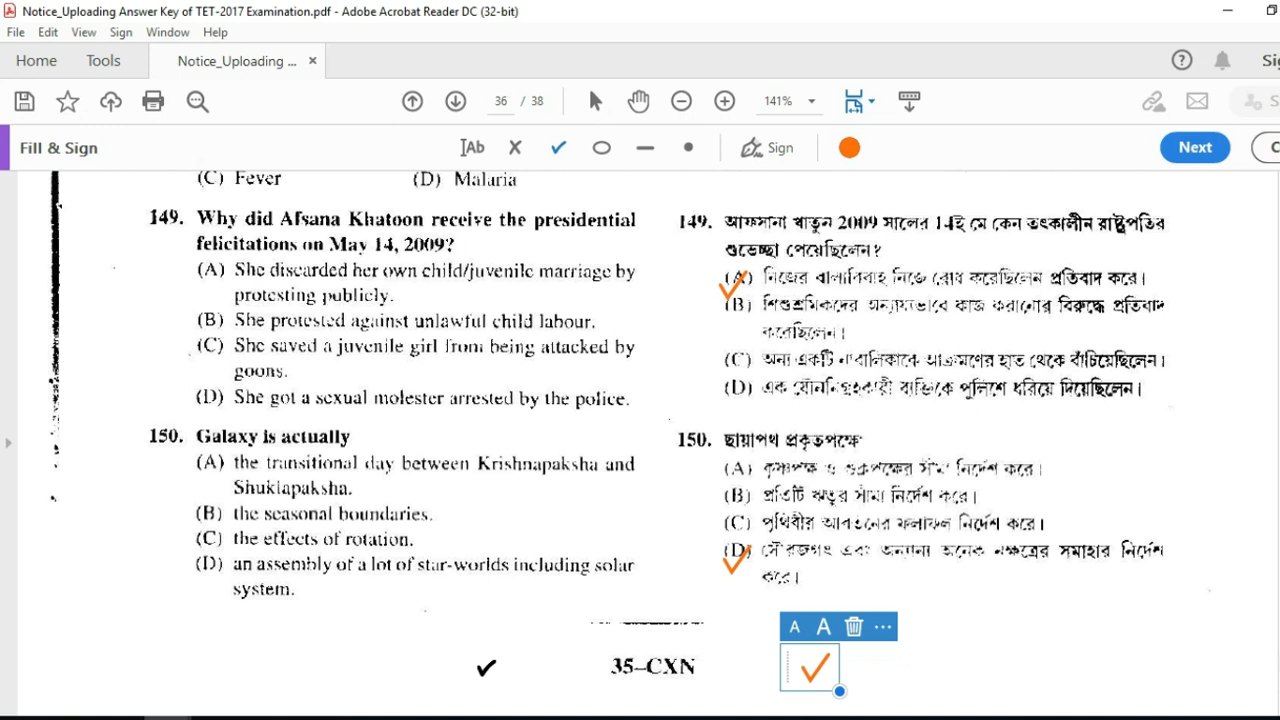 Notice_Uploading Answer Key of TET-2017 Examination.pdf - Adobe Acrobat Reader DC (32-bit)
File Edit View Sign Window Help
Home Tools Notice_Uploading ... ×
36 / 38 141%
Fill & Sign Ab Sign Next
(C) Fever (D) Malaria
149. Why did Afsana Khatoon receive the presidential
felicitations on May 14, 2009?
(A) She discarded her own child/juvenile marriage by
protesting publicly.
(B) She protested against unlawful child labour.
(C) She saved a juvenile girl from being attacked by
goons.
(D) She got a sexual molester arrested by the police.
150. Galaxy is actually
(A) the transitional day between Krishnapaksha and
Shuklapaksha.
(B) the seasonal boundaries.
(C) the effects of rotation.
(D) an assembly of a lot of star-worlds including solar
system.
149. আফসানা খাতুন 2009 সালের 14ই মে কেন তৎকালীন রাষ্ট্রপতির
শুভেচ্ছা পেয়েছিলেন?
(A) নিজের বাল্যবিবাহ নিজে রোধ করেছিলেন প্রতিবাদ করে।
(B) শিশুশ্রমিকদের অন্যায়ভাবে কাজ করানোর বিরুদ্ধে প্রতিবাদ
করেছিলেন।
(C) অন্য একটি নাবালিকাকে আক্রমণের হাত থেকে বাঁচিয়েছিলেন।
(D) এক যৌননিগ্রহকারী ব্যক্তিকে পুলিশে ধরিয়ে দিয়েছিলেন।
150. ছায়াপথ প্রকৃতপক্ষে
(A) কৃষ্ণপক্ষ ও শুক্লপক্ষের সীমা নির্দেশ করে।
(B) প্রতিটি ঋতুর সীমা নির্দেশ করে।
(C) পৃথিবীর আবর্তনের ফলাফল নির্দেশ করে।
(D) সৌরজগৎ এবং অন্যান্য অনেক নক্ষত্রের সমাহার নির্দেশ
করে।
A A
35–CXN